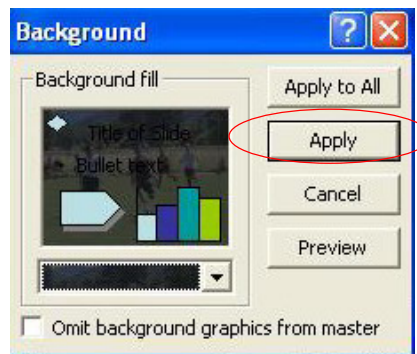 Background
Background fill
Title of Slide
Bullet text
Apply to All
Apply
Cancel
Preview
Omit background graphics from master